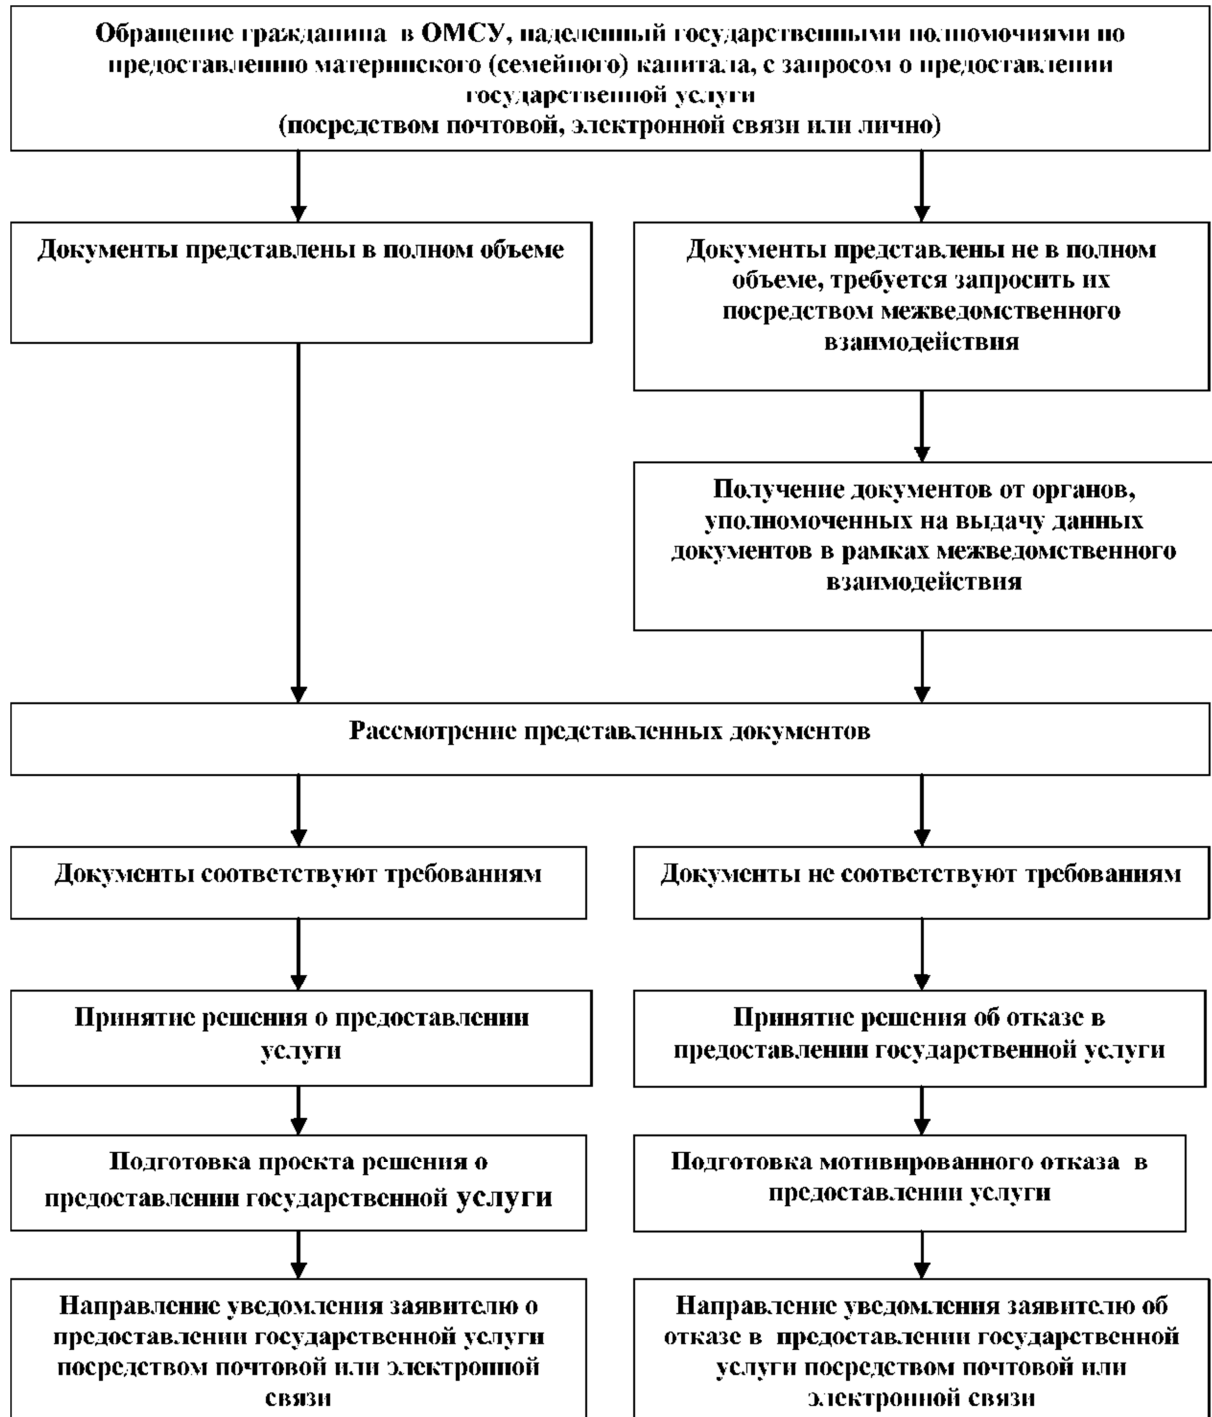 Обращение гражданина в ОМСУ, наделенный государственными полномочиями по
предоставлению материнского (семейного) капитала, с запросом о предоставлении
государственной услуги
(посредством почтовой, электронной связи или лично)
Документы представлены в полном объеме
Документы представлены не в полном
объеме, требуется запросить их
посредством межведомственного
взаимодействия
Получение документов от органов,
уполномоченных на выдачу данных
документов в рамках межведомственного
взаимодействия
Рассмотрение представленных документов
Документы соответствуют требованиям
Документы не соответствуют требованиям
Принятие решения о предоставлении
услуги
Принятие решения об отказе в
предоставлении государственной услуги
Подготовка проекта решения о
предоставлении государственной услуги
Подготовка мотивированного отказа в
предоставлении услуги
Направление уведомления заявителю о
предоставлении государственной услуги
посредством почтовой или электронной
связи
Направление уведомления заявителю об
отказе в предоставлении государственной
услуги посредством почтовой или
электронной связи